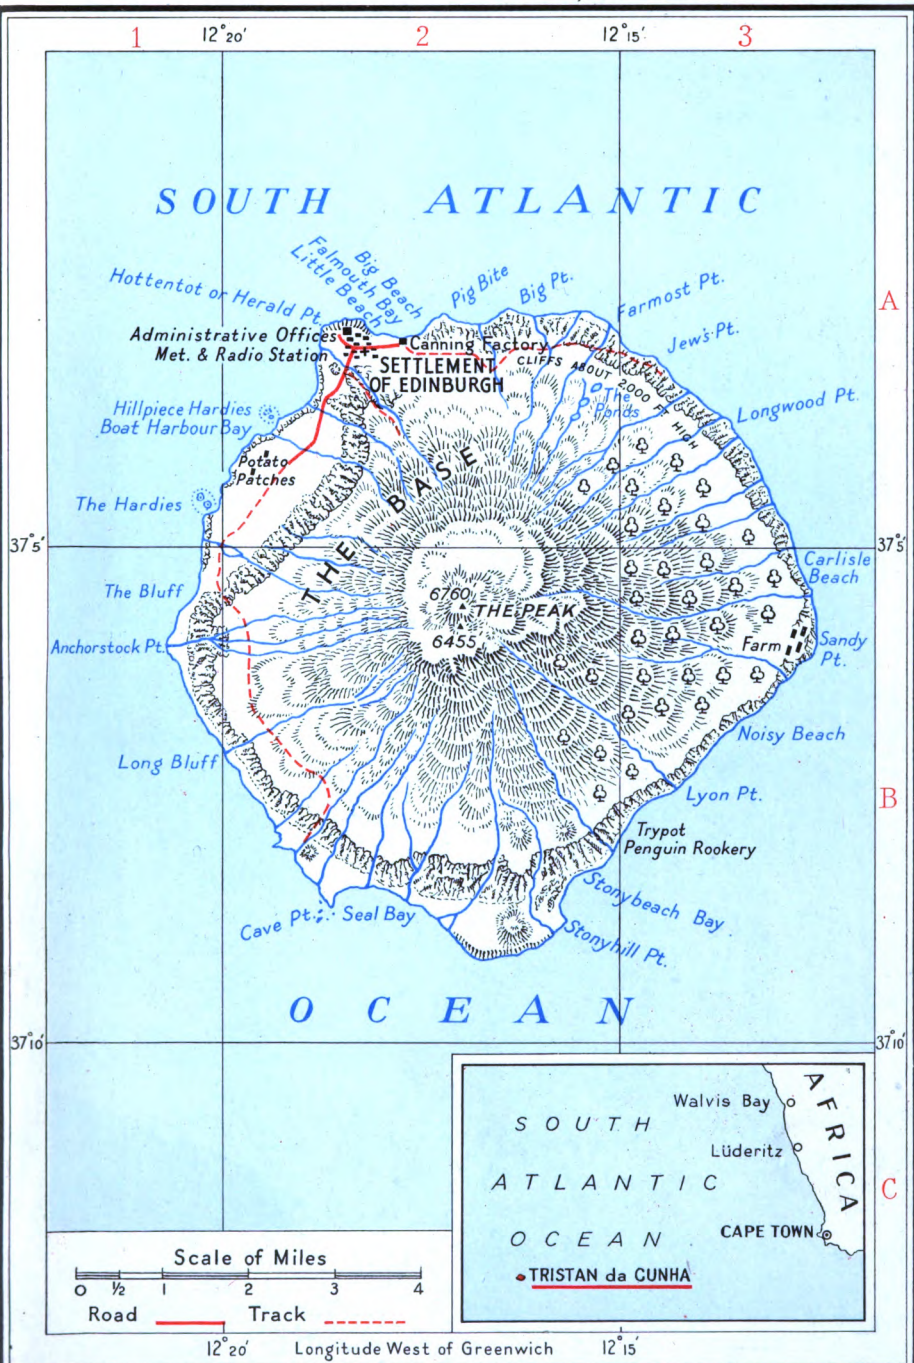 1
12°20'
2
12°15'
3
SOUTH ATLANTIC
Hottentot or Herald Pt.
Falmouth Bay
Little Beach
Big Beach
Pig Bite
Big Pt.
Farmost Pt.
Jew's Pt.
A
Administrative Offices
Met. & Radio Station
Canning Factory
SETTLEMENT
OF EDINBURGH
CLIFFS ABOUT 2000 FT HIGH
The
Ponds
Longwood Pt.
Hillpiece Hardies
Boat Harbour Bay
Potato
Patches
THE BASE
The Hardies
37°5'
37°5'
Carlisle
Beach
The Bluff
6760
THE PEAK
6455
Anchorstock Pt.
Farm
Sandy
Pt.
Long Bluff
Noisy Beach
Lyon Pt.
B
Trypot
Penguin Rookery
Stonybeach Bay
Cave Pt.
Seal Bay
Stonyhill Pt.
OCEAN
37°10'
37°10'
AFRICA
Walvis Bay
SOUTH
Lüderitz
ATLANTIC
C
OCEAN
CAPE TOWN
TRISTAN da CUNHA
Scale of Miles
0 ½ 1 2 3 4
Road Track
12°20'
Longitude West of Greenwich
12°15'